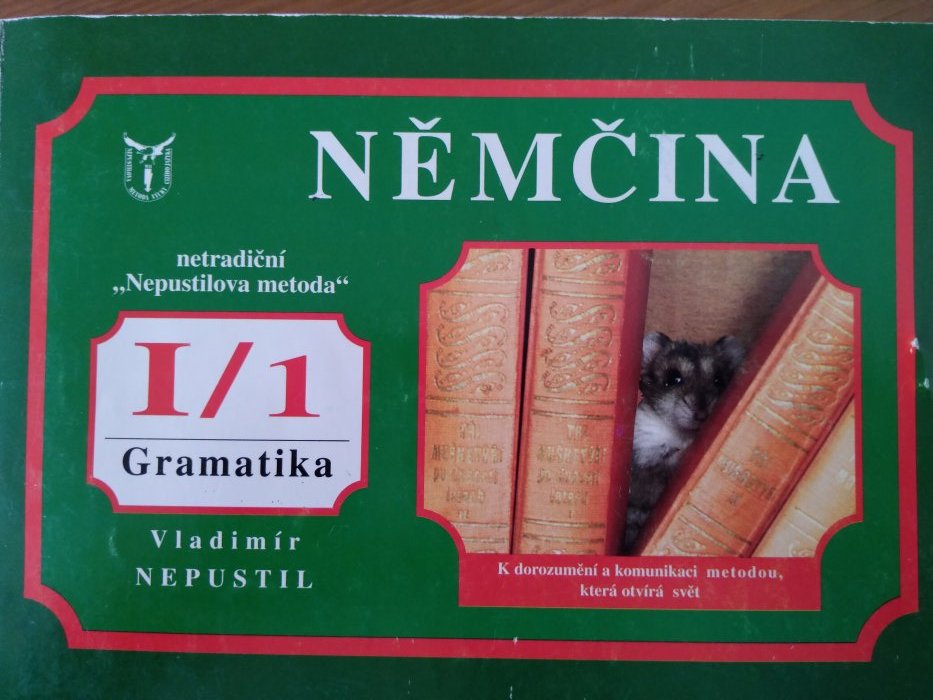 NĚMČINA
netradiční
„Nepustilova metoda“
I/1
Gramatika
Vladimír
NEPUSTIL
K dorozumění a komunikaci metodou,
která otvírá svět